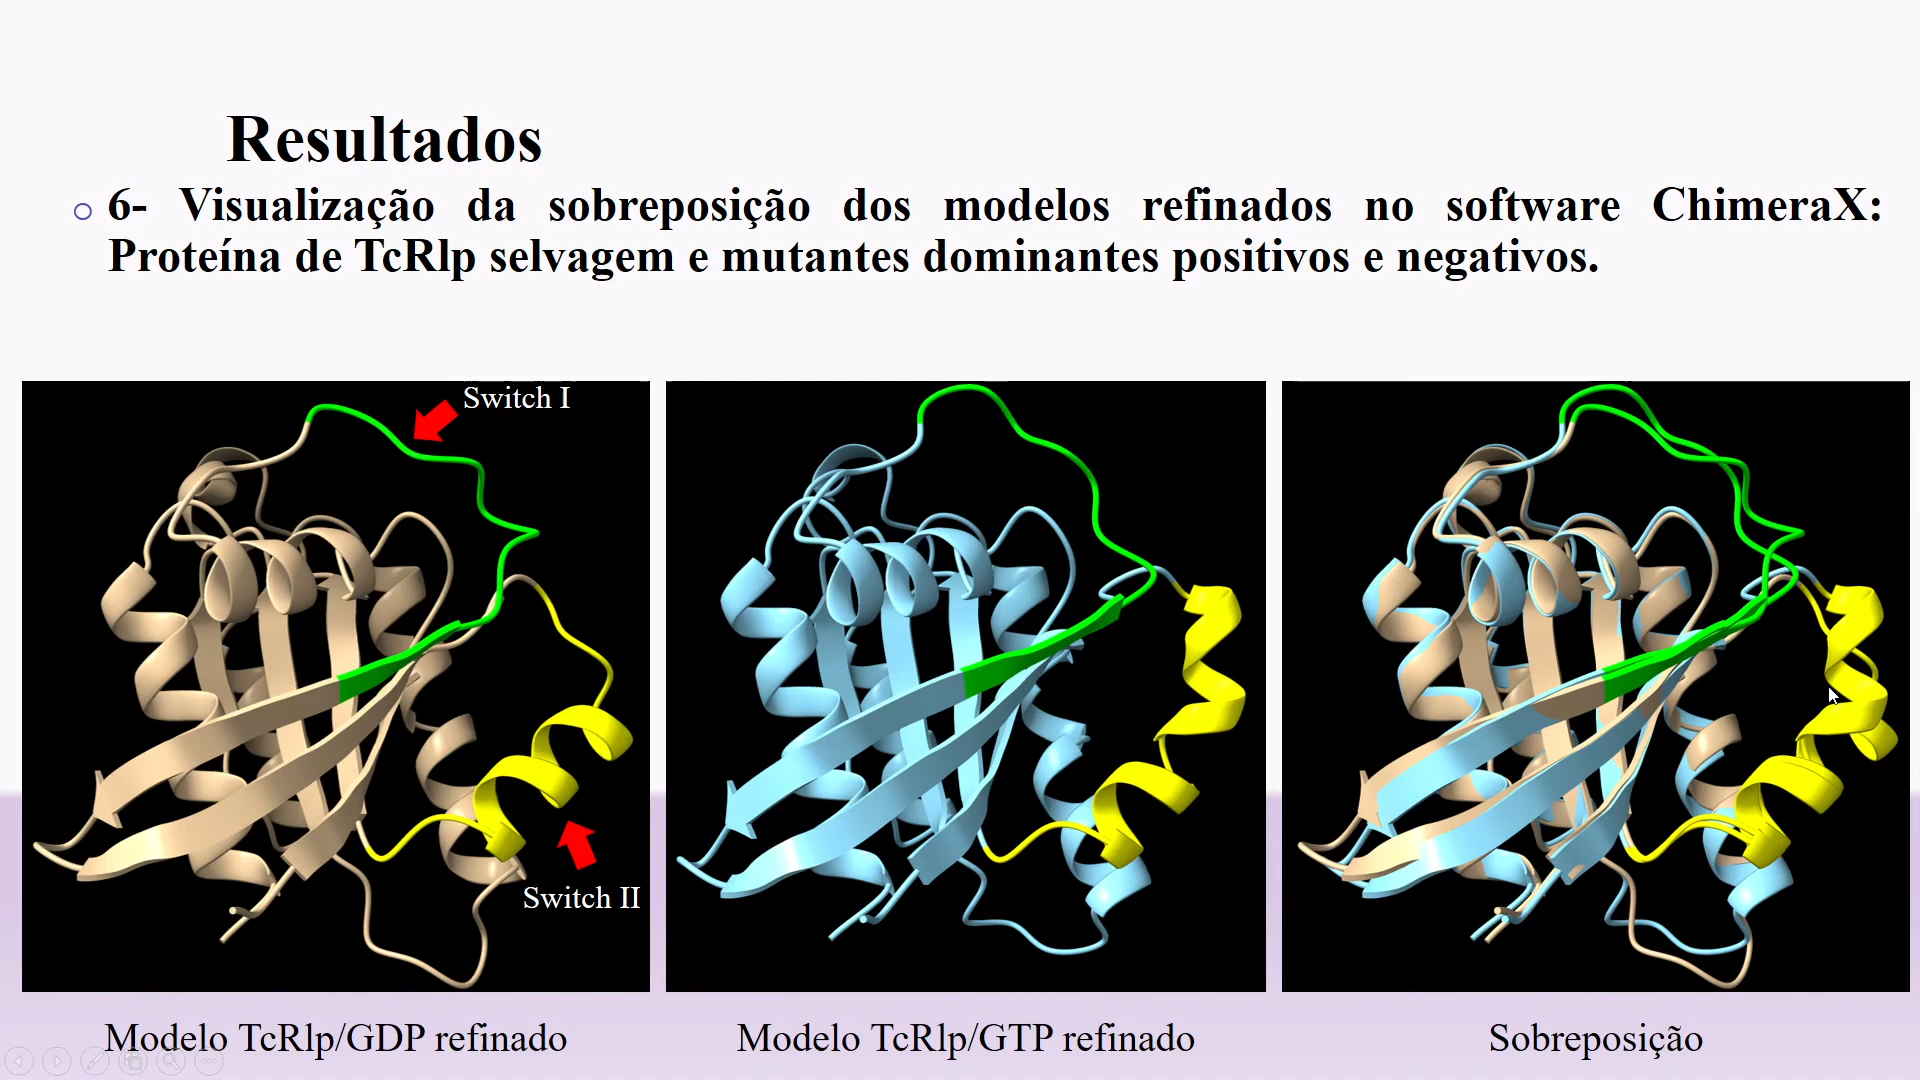 Resultados
6- Visualização da sobreposição dos modelos refinados no software ChimeraX:
Proteína de TcRlp selvagem e mutantes dominantes positivos e negativos.
Switch I
Switch II
Modelo TcRlp/GDP refinado
Modelo TcRlp/GTP refinado
Sobreposição